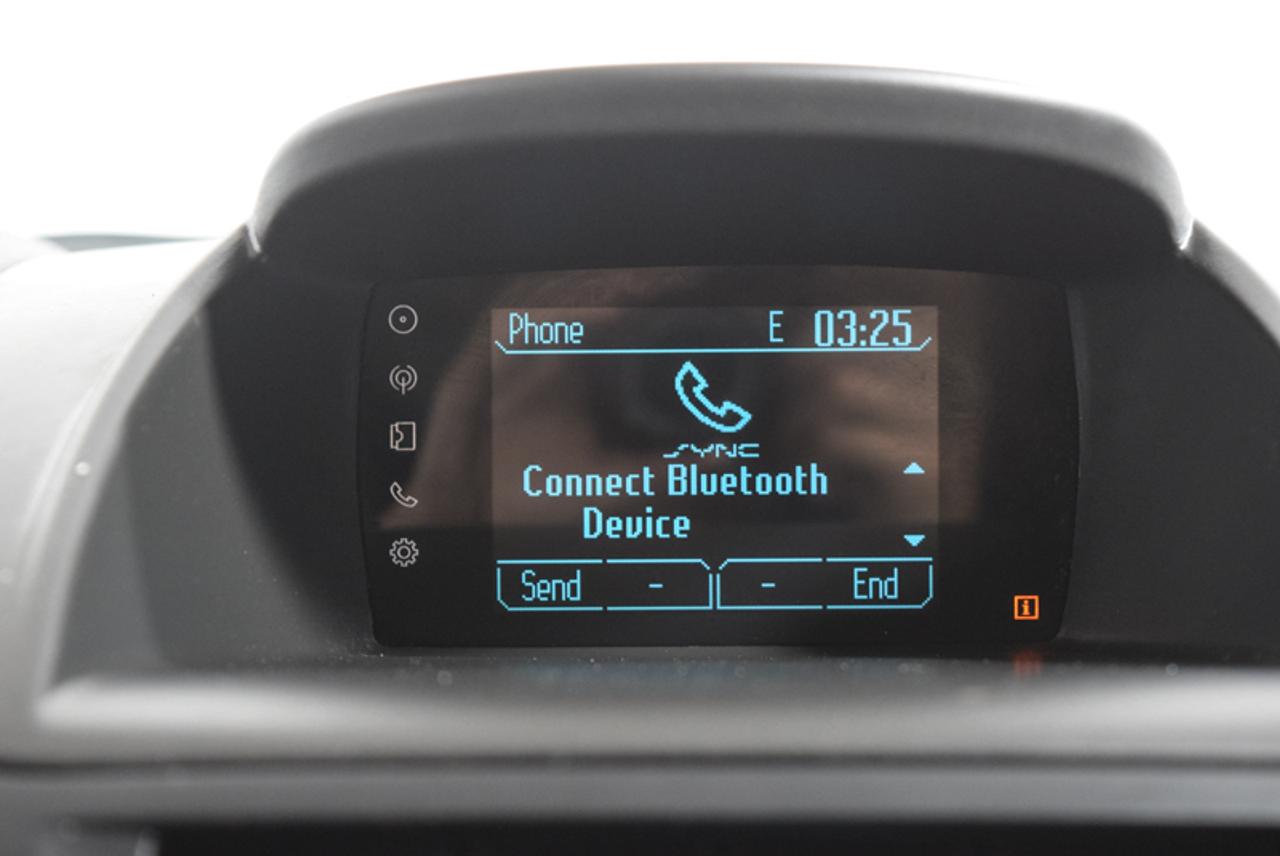 Phone E 03:25
SYNC
Connect Bluetooth
Device
Send - - End
i